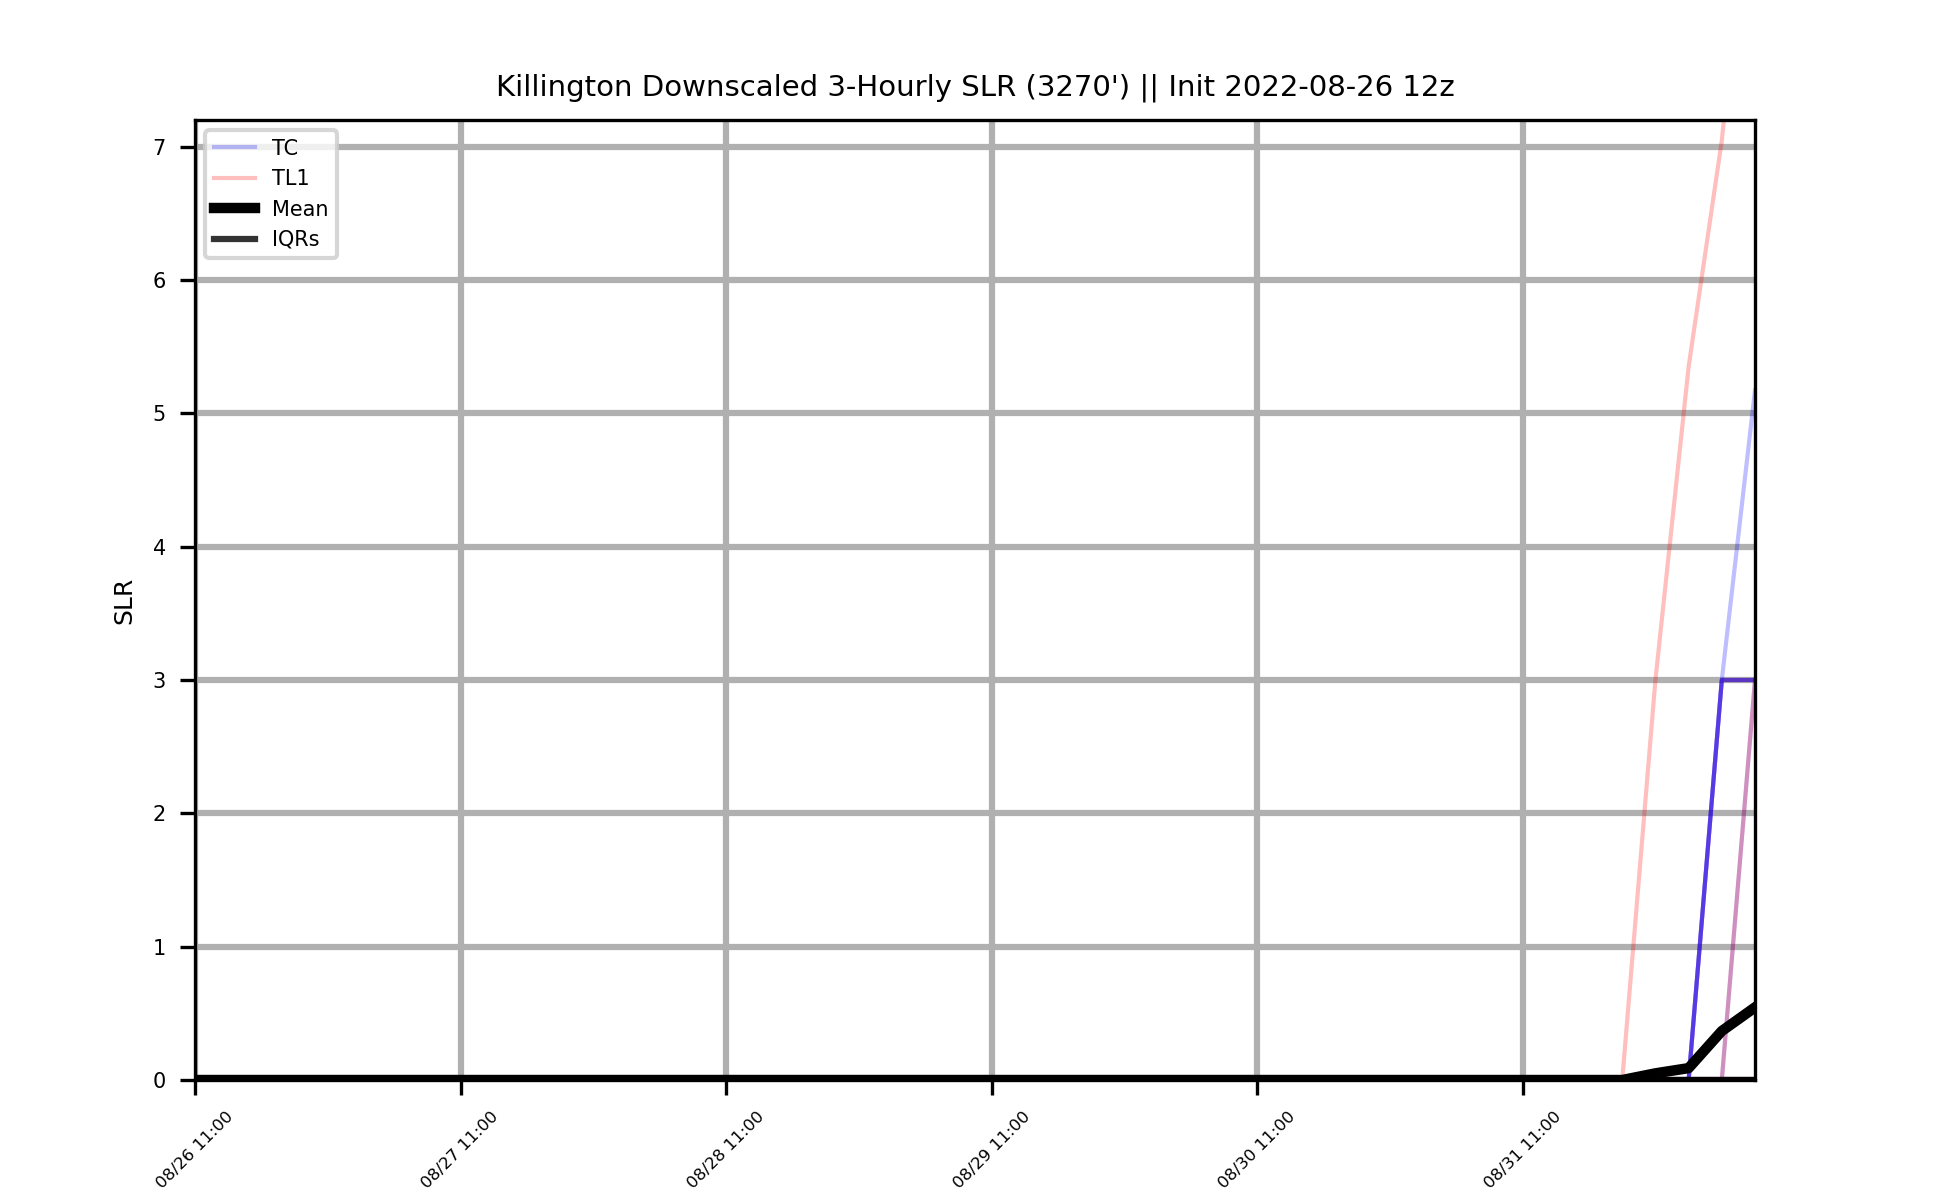 Killington Downscaled 3-Hourly SLR (3270') || Init 2022-08-26 12z
TC
TL1
Mean
IQRs
7
6
5
4
3
2
1
0
SLR
08/26 11:00
08/27 11:00
08/28 11:00
08/29 11:00
08/30 11:00
08/31 11:00